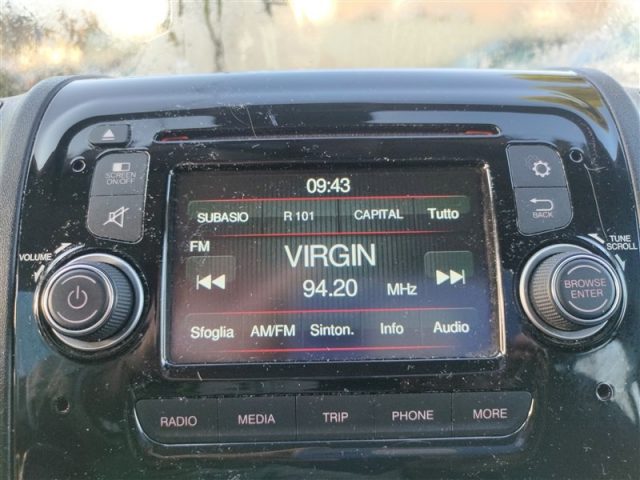 09:43
SCREEN
ON/OFF
SUBASIO R 101 CAPITAL Tutto
BACK
FM
VIRGIN
94.20 MHz
VOLUME
TUNE
SCROLL
BROWSE
ENTER
Sfoglia AM/FM Sinton. Info Audio
RADIO MEDIA TRIP PHONE MORE